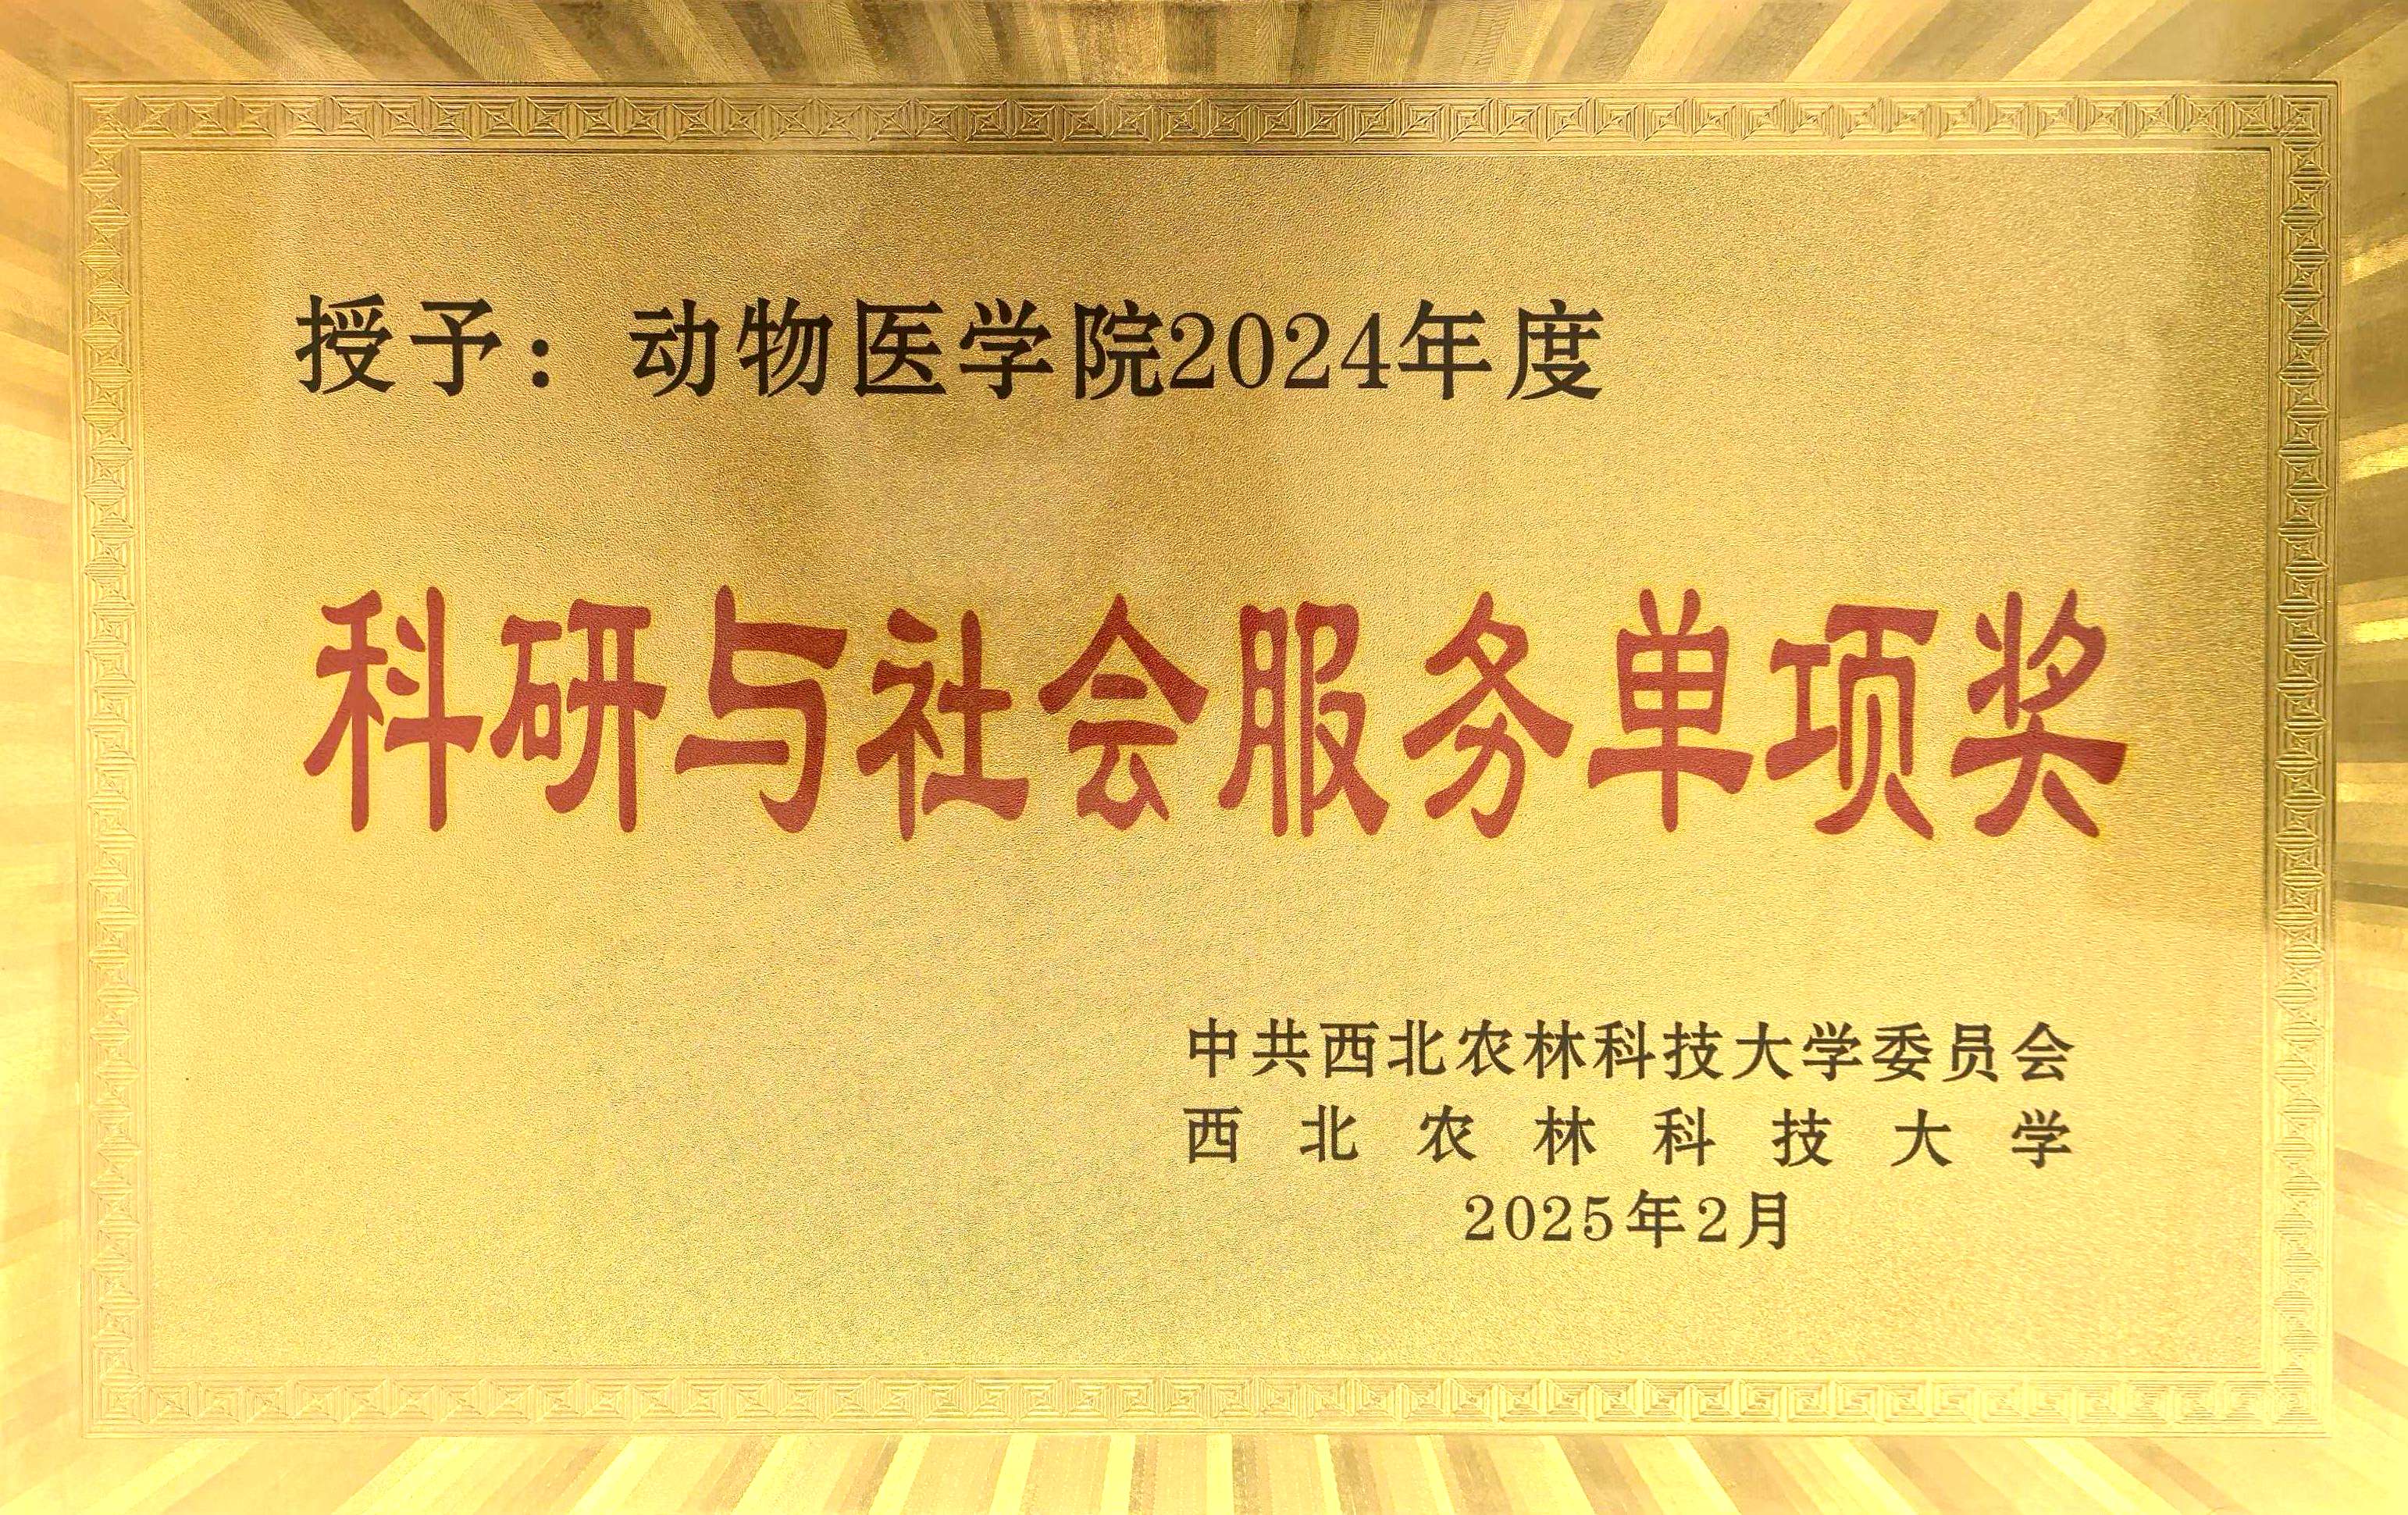 授予：动物医学院2024年度
科研与社会服务单项奖
中共西北农林科技大学委员会
西北农林科技大学
2025年2月